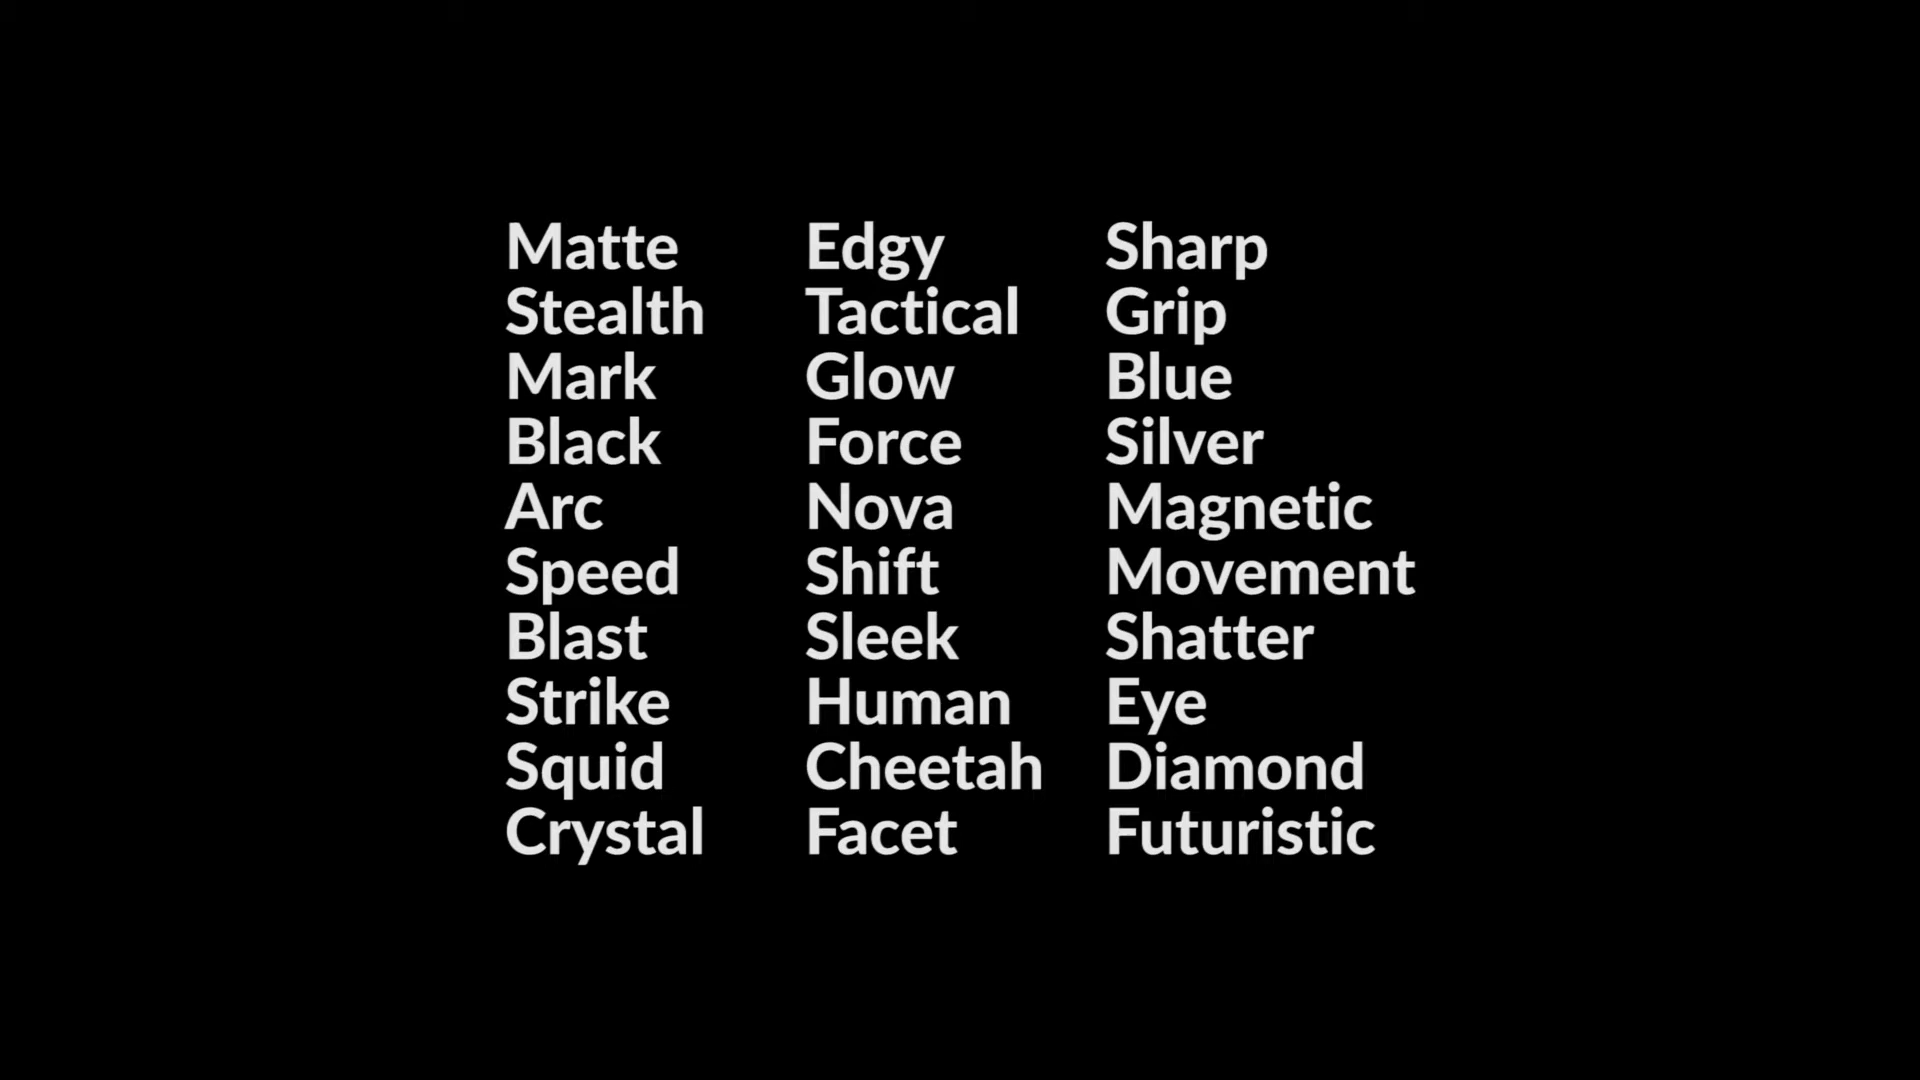 Matte Edgy Sharp
Stealth Tactical Grip
Mark Glow Blue
Black Force Silver
Arc Nova Magnetic
Speed Shift Movement
Blast Sleek Shatter
Strike Human Eye
Squid Cheetah Diamond
Crystal Facet Futuristic